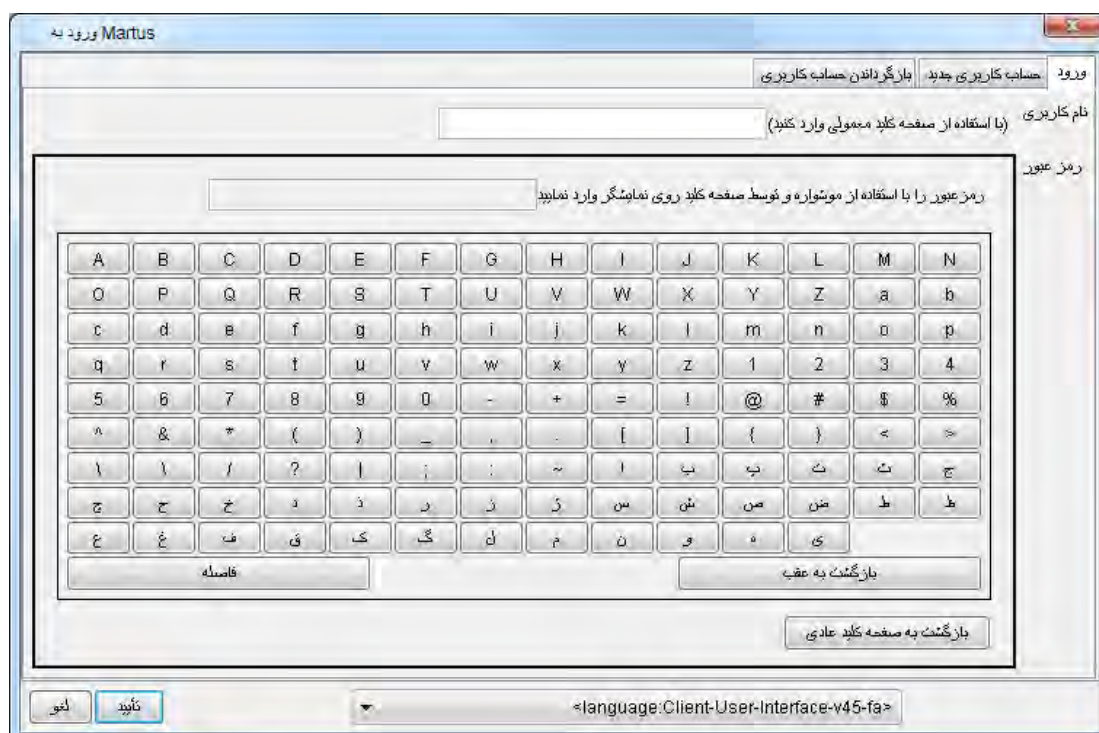 ورود به Martus
ورود	حساب کاربری جدید	بازگرداندن حساب کاربری
نام کاربری (با استفاده از صفحه کلید معمولی وارد کنید)
رمز عبور
رمز عبور را با استفاده از موشواره و توسط صفحه کلید روی نمایشگر وارد نمایید
A B C D E F G H I J K L M N
O P Q R S T U V W X Y Z a b
c d e f g h i j k l m n o p
q r s t u v w x y z 1 2 3 4
5 6 7 8 9 0 - + = ! @ # $ %
^ & * ( ) _ , . [ ] { } < >
\ / ? | ; : ~ ا ب پ ت ث ج
چ ح خ د ذ ر ز ژ س ش ص ض ط ظ
ع غ ف ق ک گ ل م ن و ه ی
فاصله	بازگشت به عقب
بازگشت به صفحه کلید عادی
لغو	تأیید	<language:Client-User-Interface-v45-fa>